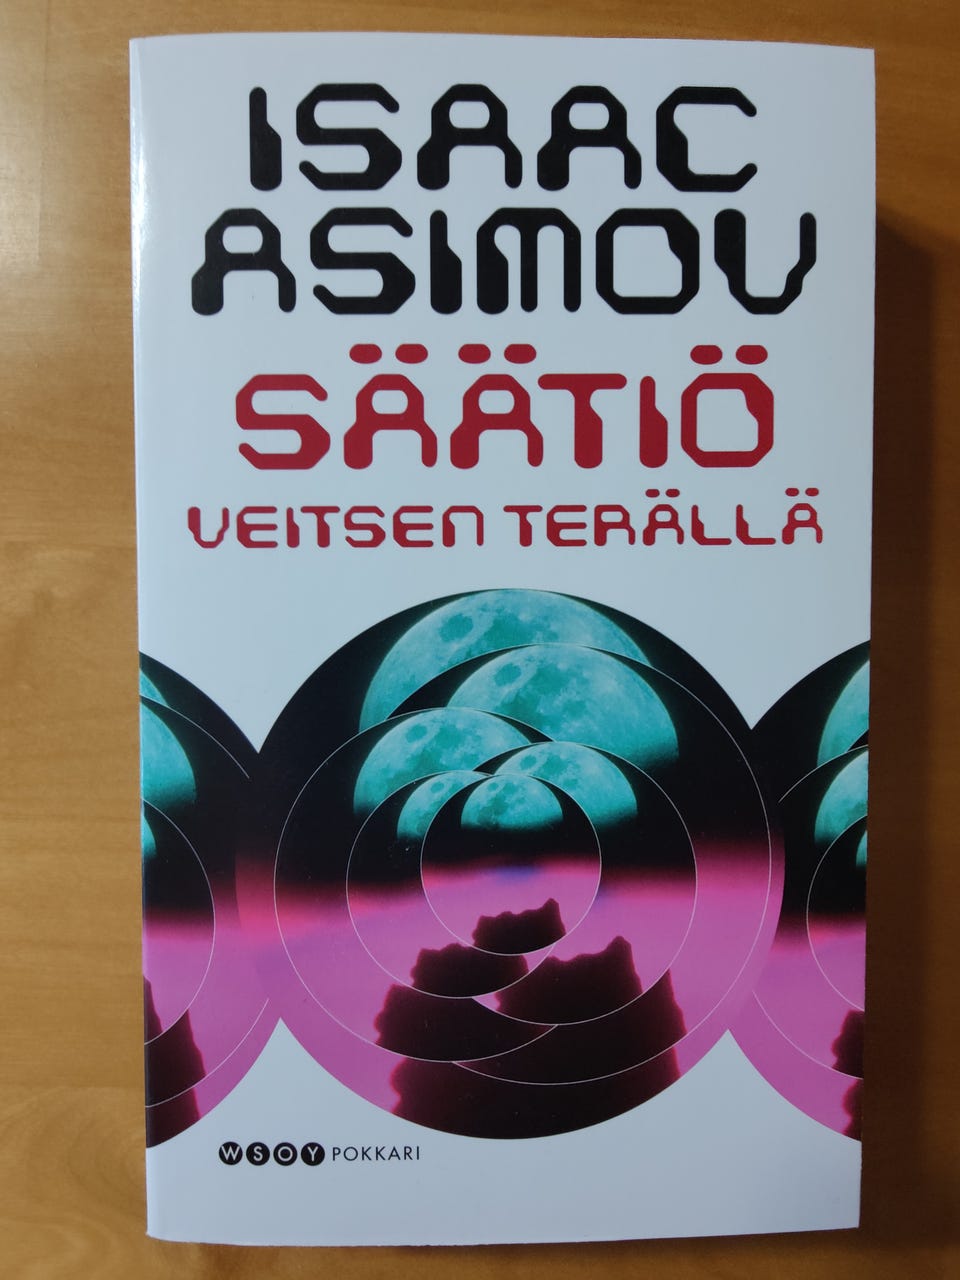 ISAAC
ASIMOV
SÄÄTIÖ
VEITSEN TERÄLLÄ
WSOY POKKARI